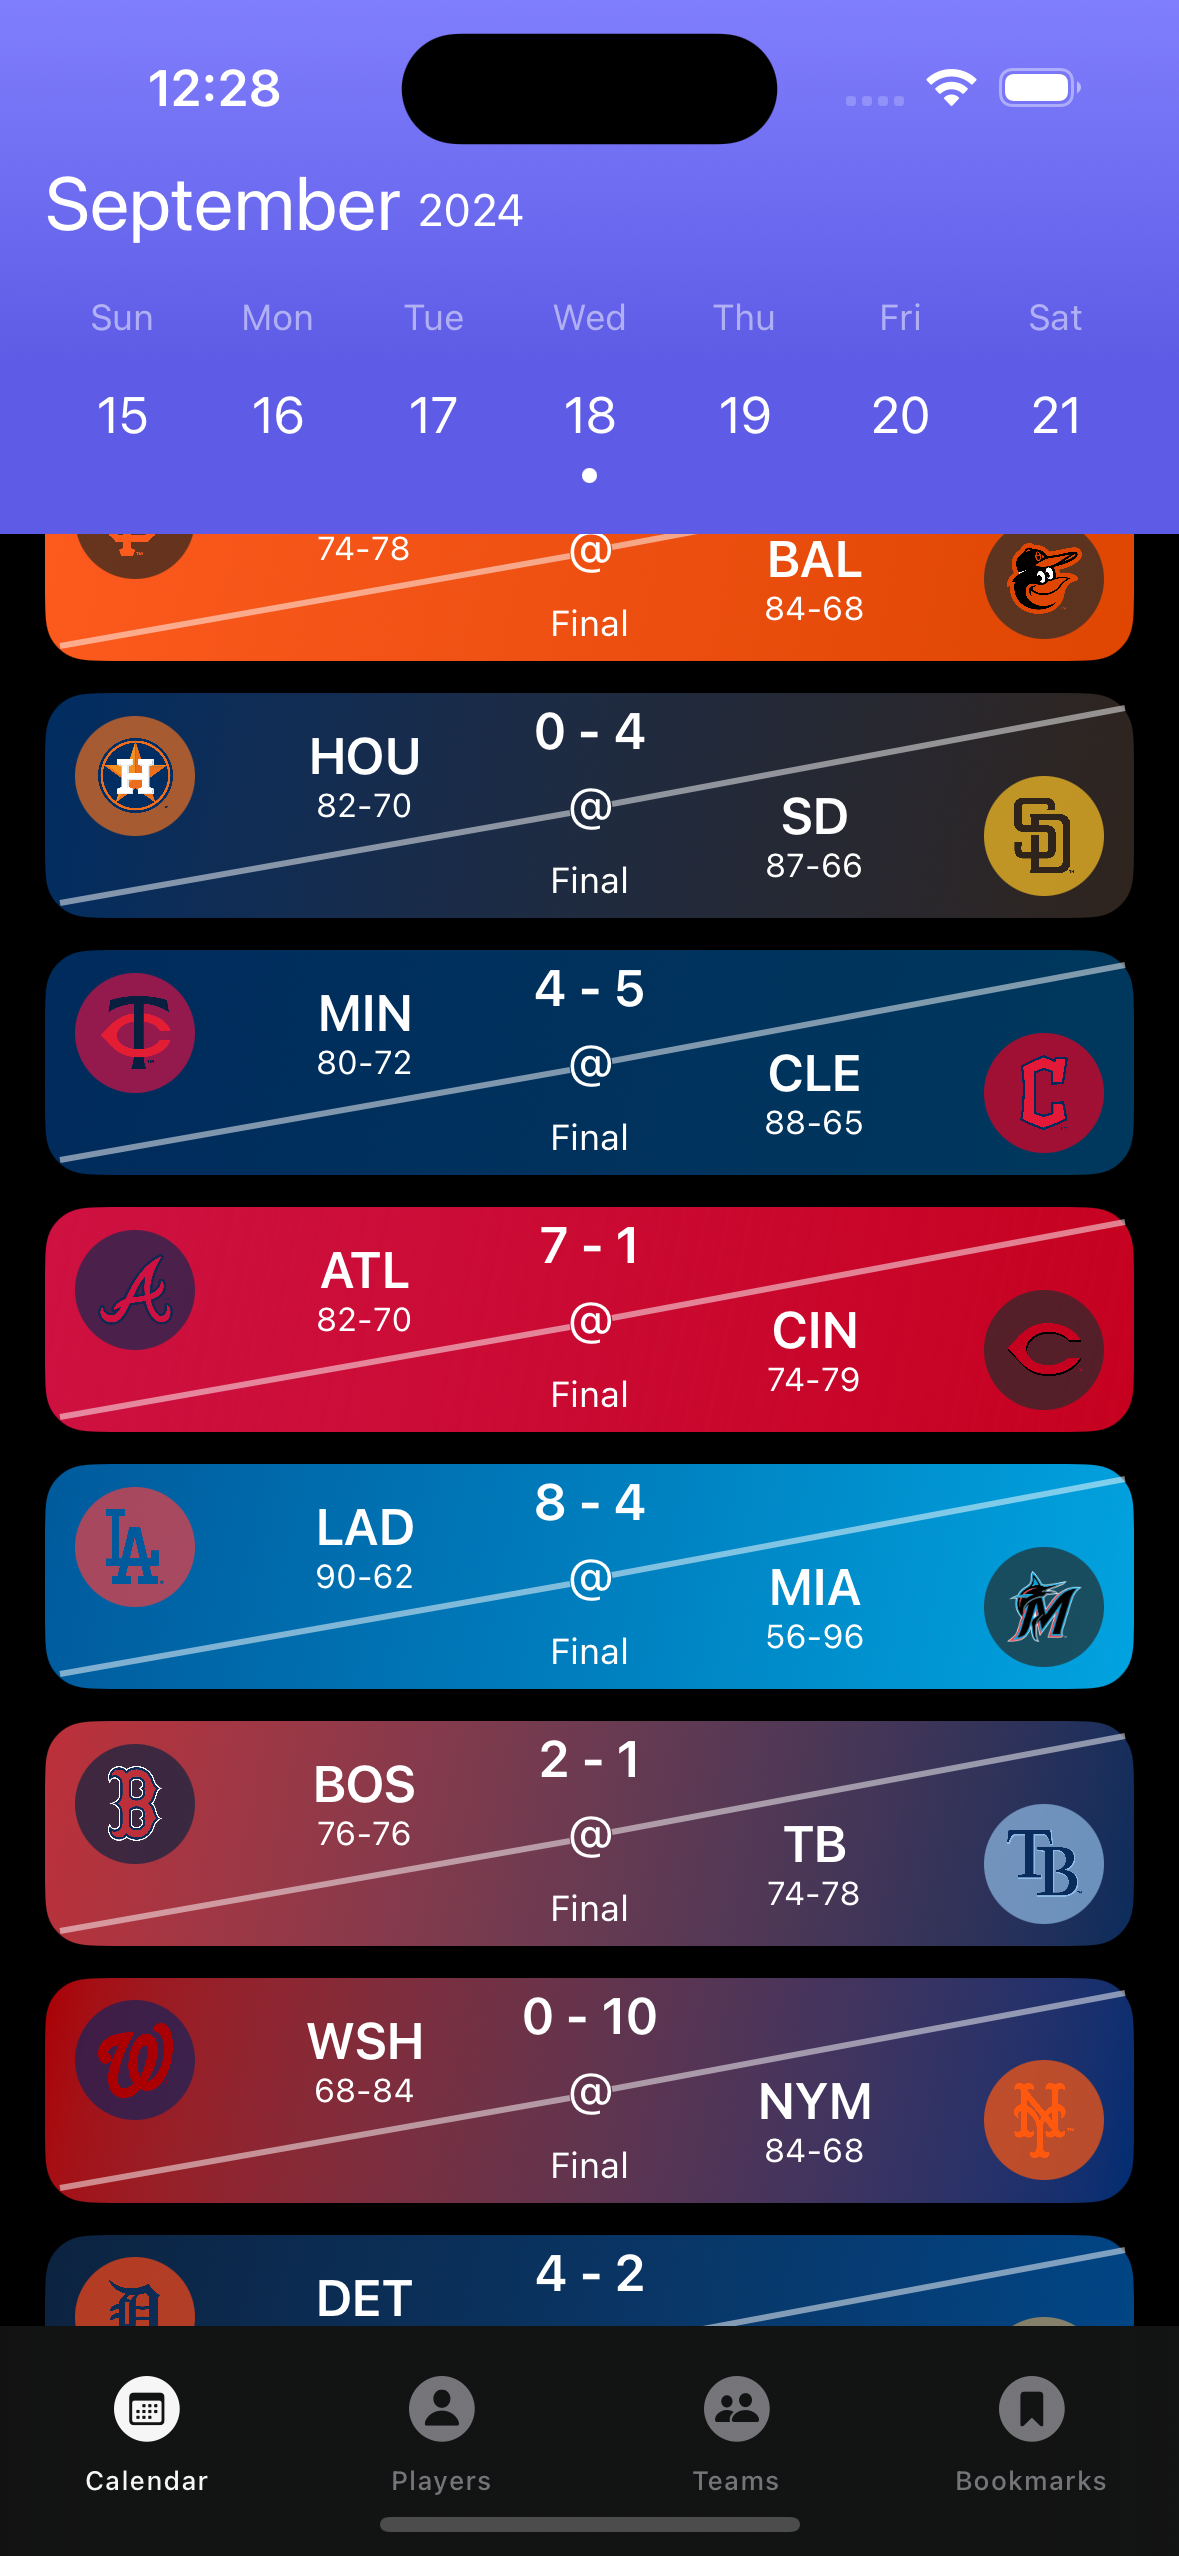 12:28
September 2024
Sun Mon Tue Wed Thu Fri Sat
15 16 17 18 19 20 21
74-78
@
BAL
84-68
Final
0 - 4
HOU
82-70
@
SD
87-66
Final
4 - 5
MIN
80-72
@
CLE
88-65
Final
7 - 1
ATL
82-70
@
CIN
74-79
Final
8 - 4
LAD
90-62
@
MIA
56-96
Final
2 - 1
BOS
76-76
@
TB
74-78
Final
0 - 10
WSH
68-84
@
NYM
84-68
Final
4 - 2
DET
Calendar Players Teams Bookmarks